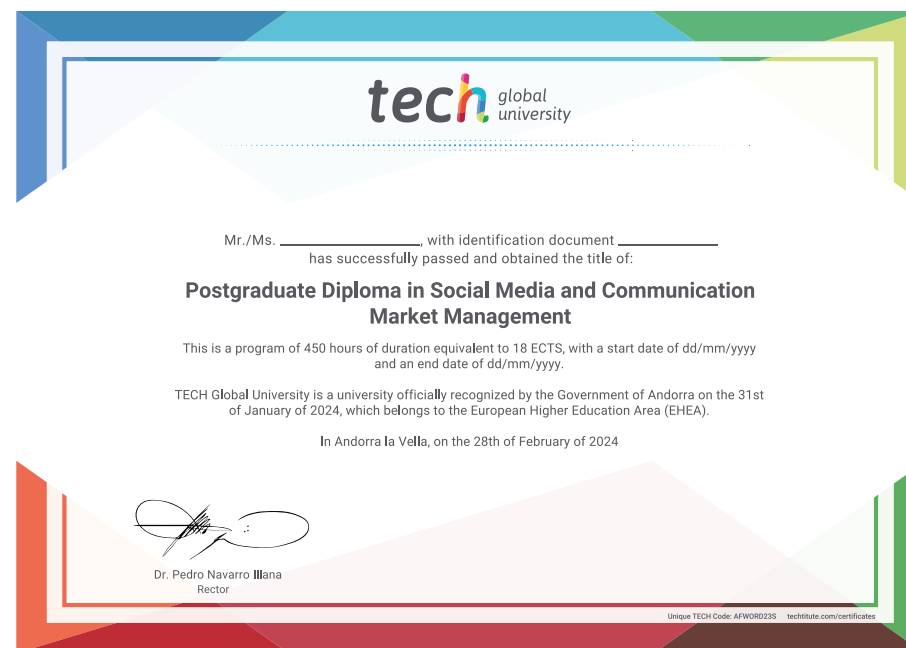 tech global
university
Mr./Ms. ____________, with identification document ____________
has successfully passed and obtained the title of:
Postgraduate Diploma in Social Media and Communication
Market Management
This is a program of 450 hours of duration equivalent to 18 ECTS, with a start date of dd/mm/yyyy
and an end date of dd/mm/yyyy.
TECH Global University is a university officially recognized by the Government of Andorra on the 31st
of January of 2024, which belongs to the European Higher Education Area (EHEA).
In Andorra la Vella, on the 28th of February of 2024
Dr. Pedro Navarro Illana
Rector
Unique TECH Code: AFWORD23S techtitute.com/certificates